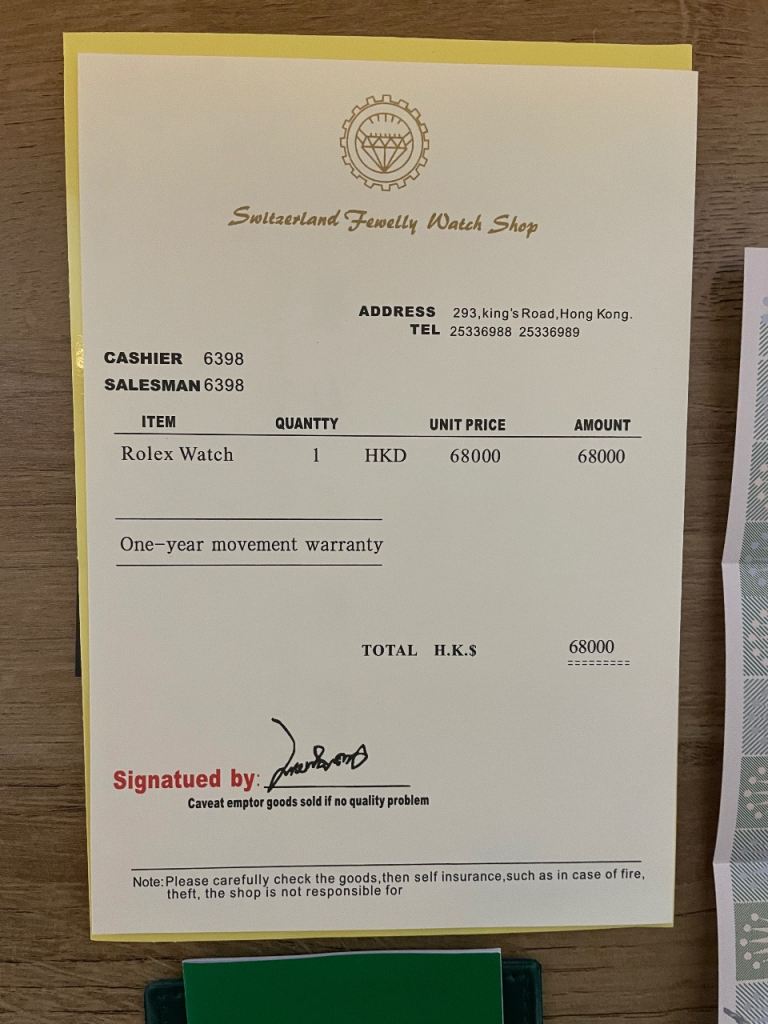 Switzerland Fewelly Watch Shop
ADDRESS 293,king's Road,Hong Kong.
TEL 25336988 25336989
CASHIER 6398
SALESMAN 6398
ITEM QUANTTY UNIT PRICE AMOUNT
Rolex Watch 1 HKD 68000 68000
One-year movement warranty
TOTAL H.K.$ 68000
Signatued by:
Caveat emptor goods sold if no quality problem
Note:Please carefully check the goods,then self insurance,such as in case of fire,
theft, the shop is not responsible for